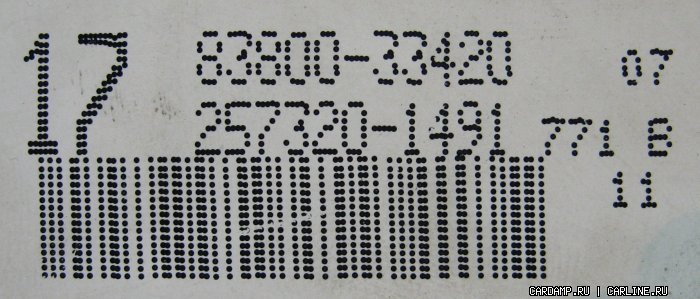 17 83800-33420 07
257320-1491 771 B
11
CARDAMP.RU | CARLINE.RU